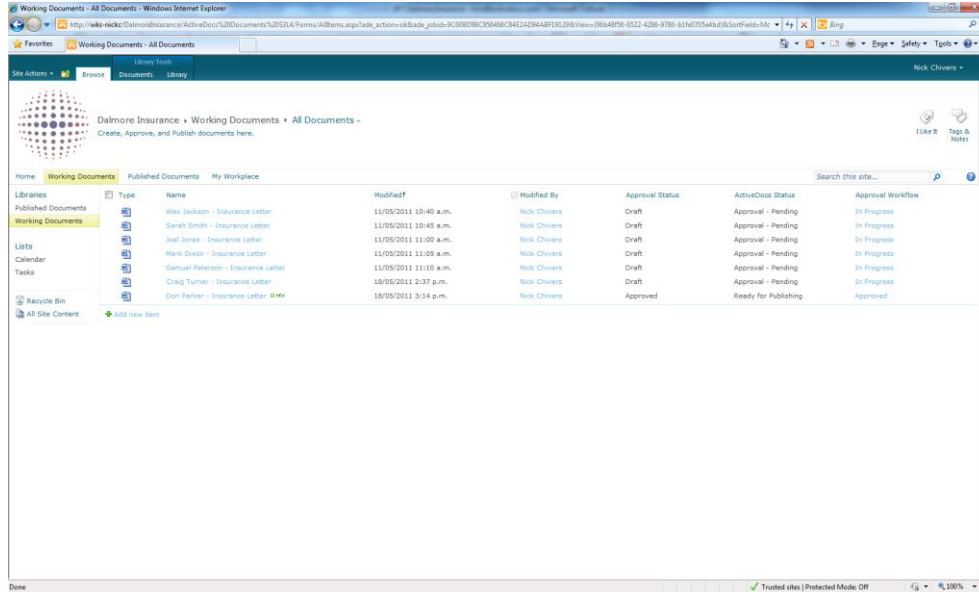 Working Documents - All Documents - Windows Internet Explorer
Bing
Favorites Working Documents - All Documents Page Safety Tools
Library Tools
Site Actions Browse Documents Library Nick Chivers
Dalmore Insurance Working Documents All Documents
Create, Approve, and Publish documents here.
I Like It Tags & Notes
Home Working Documents Published Documents My Workplace Search this site...
Libraries Type Name Modified Modified By Approval Status ActiveDocs Status Approval Workflow
Published Documents Alex Jackson - Insurance Letter 11/05/2011 10:40 a.m. Nick Chivers Draft Approval - Pending In Progress
Working Documents Sarah Smith - Insurance Letter 11/05/2011 10:45 a.m. Nick Chivers Draft Approval - Pending In Progress
Joel Jones - Insurance Letter 11/05/2011 11:00 a.m. Nick Chivers Draft Approval - Pending In Progress
Lists Mark Dixon - Insurance Letter 11/05/2011 11:05 a.m. Nick Chivers Draft Approval - Pending In Progress
Calendar
Tasks Samuel Peterson - Insurance Letter 11/05/2011 11:10 a.m. Nick Chivers Draft Approval - Pending In Progress
Craig Turner - Insurance Letter 18/05/2011 2:37 p.m. Nick Chivers Draft Approval - Pending In Progress
Recycle Bin Don Parker - Insurance Letter NEW 18/05/2011 3:14 p.m. Nick Chivers Approved Ready for Publishing Approved
All Site Content Add new item
Done Trusted sites | Protected Mode: Off 100%